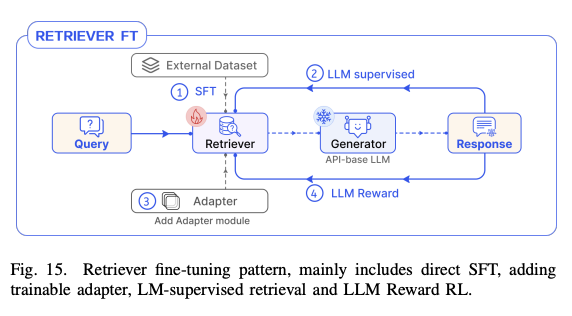 RETRIEVER FT
External Dataset
① SFT
② LLM supervised
?
Query
?
Retriever
Generator
API-base LLM
Response
③ Adapter
Add Adapter module
④ LLM Reward
Fig. 15. Retriever fine-tuning pattern, mainly includes direct SFT, adding
trainable adapter, LM-supervised retrieval and LLM Reward RL.